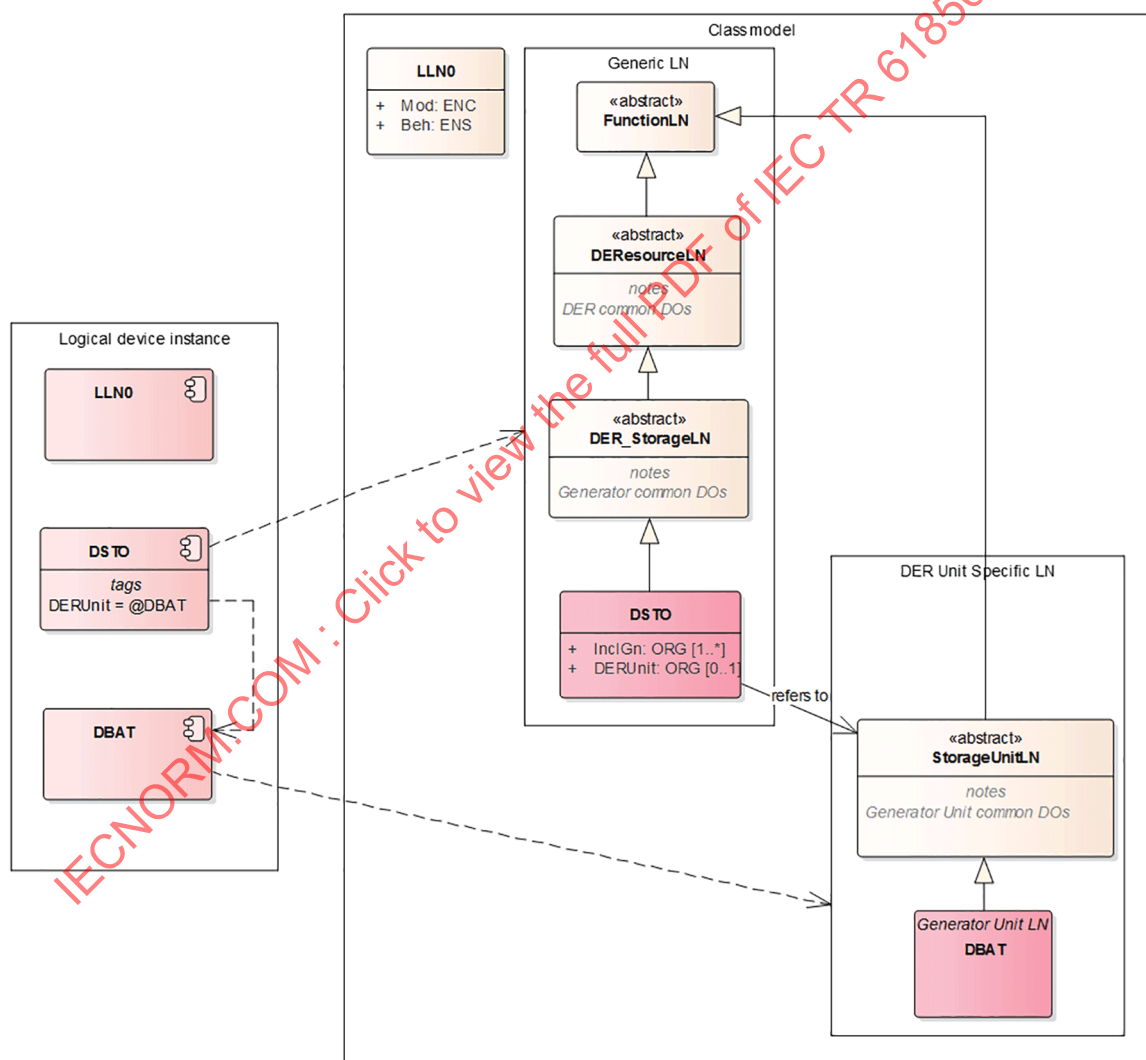 Class model
LLN0
+ Mod: ENC
+ Beh: ENS
Generic LN
«abstract»
FunctionLN
«abstract»
DEResourceLN
notes
DER common DOs
«abstract»
DER_StorageLN
notes
Generator common DOs
DSTO
+ InclGn: ORG [1..*]
+ DERUnit: ORG [0..1]
refers to
DER Unit Specific LN
«abstract»
StorageUnitLN
notes
Generator Unit common DOs
Generator Unit LN
DBAT
Logical device instance
LLN0
DSTO
tags
DERUnit = @DBAT
DBAT
IECNORM.COM : Click to view the full PDF of IEC TR 6185